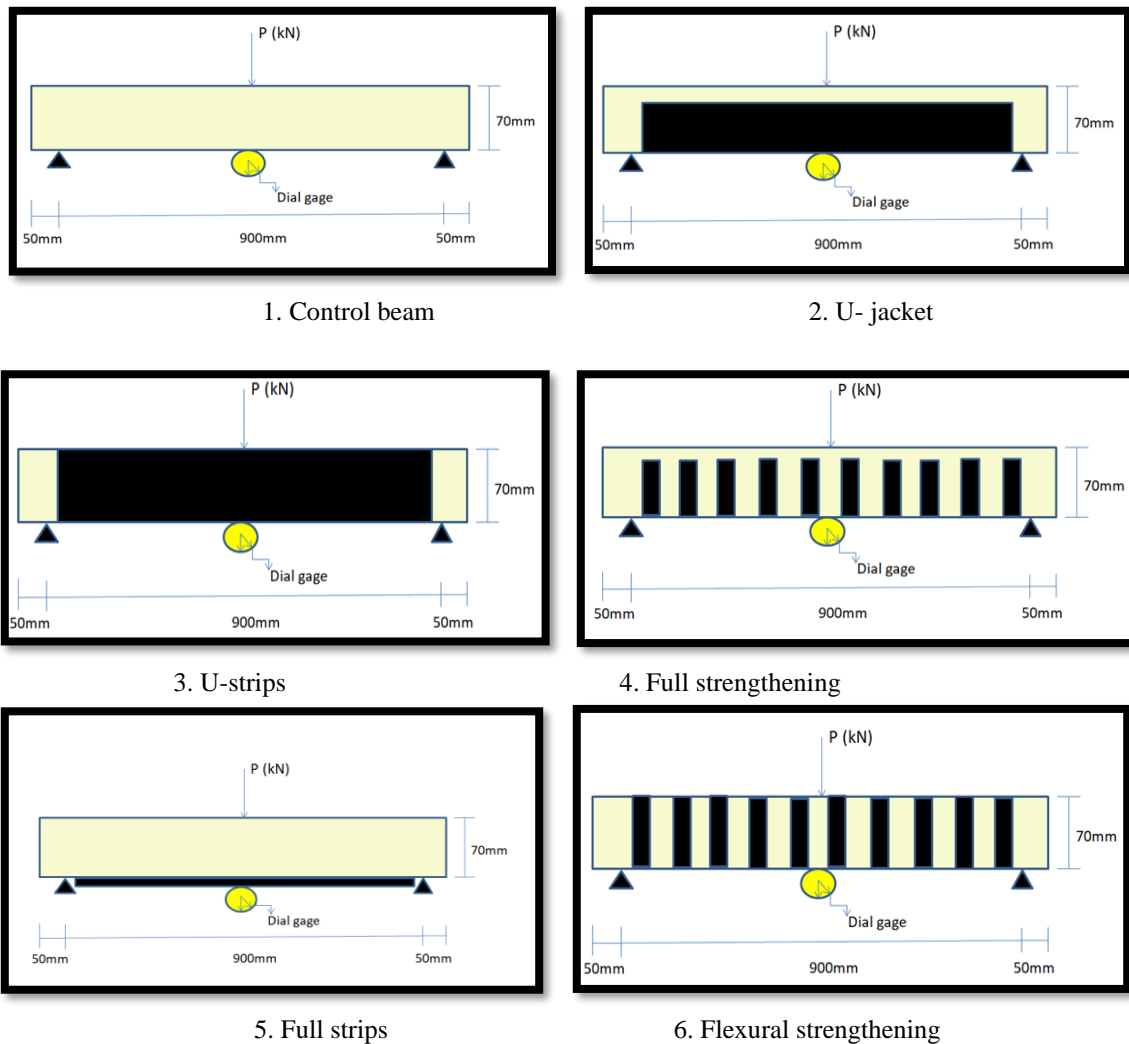 P (kN)
70mm
Dial gage
50mm 900mm 50mm
1. Control beam
P (kN)
70mm
Dial gage
50mm 900mm 50mm
2. U- jacket
P (kN)
70mm
Dial gage
50mm 900mm 50mm
3. U-strips
P (kN)
70mm
Dial gage
50mm 900mm 50mm
4. Full strengthening
P (kN)
70mm
Dial gage
50mm 900mm 50mm
5. Full strips
P (kN)
70mm
Dial gage
50mm 900mm 50mm
6. Flexural strengthening